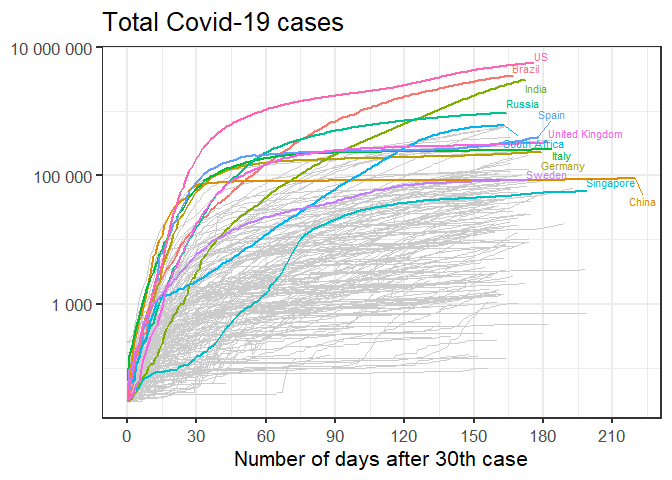 Total Covid-19 cases
10 000 000
100 000
1 000
US
Brazil
India
Russia
Spain
United Kingdom
South Africa
Italy
Germany
Sweden
Singapore
China
0 30 60 90 120 150 180 210
Number of days after 30th case